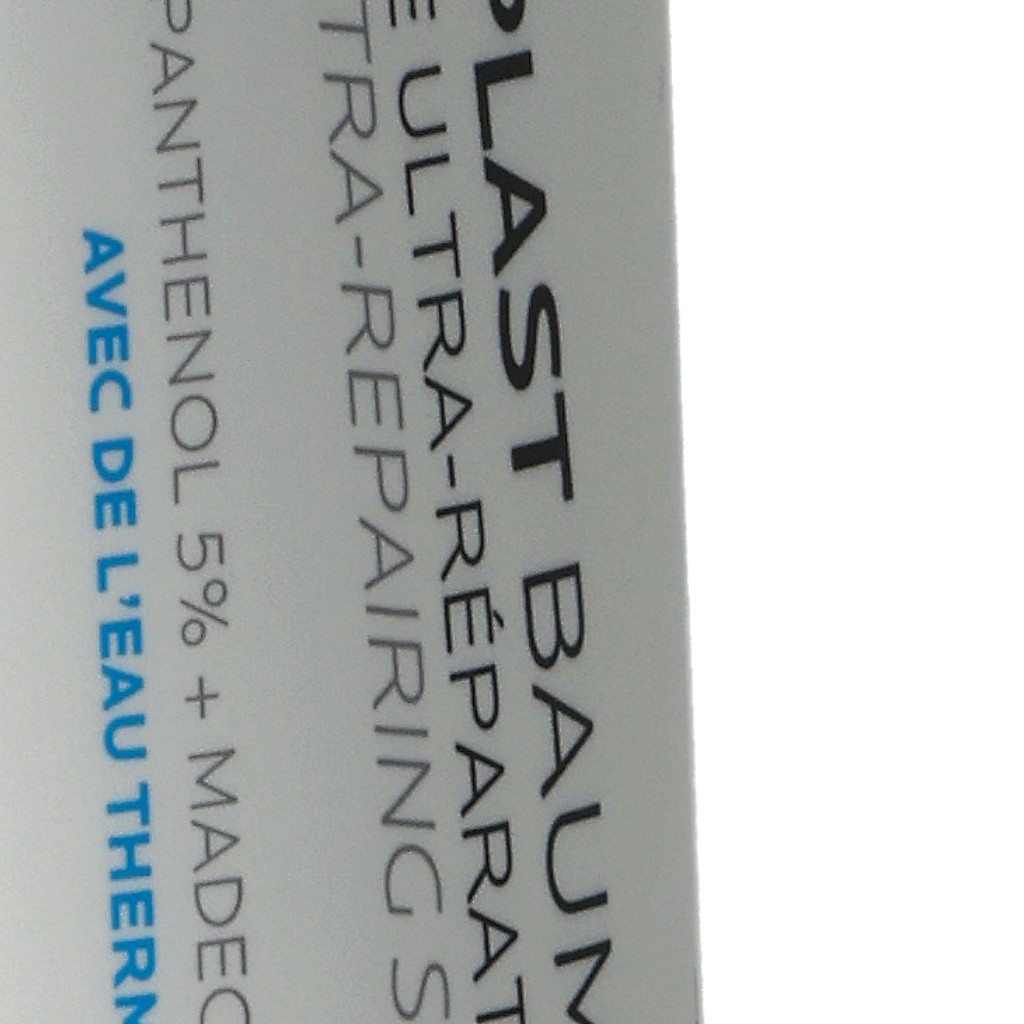 PLAST BAUM
E ULTRA-RÉPARAT
TRA-REPAIRING S
PANTHENOL 5% + MADEC
AVEC DE L'EAU THERM